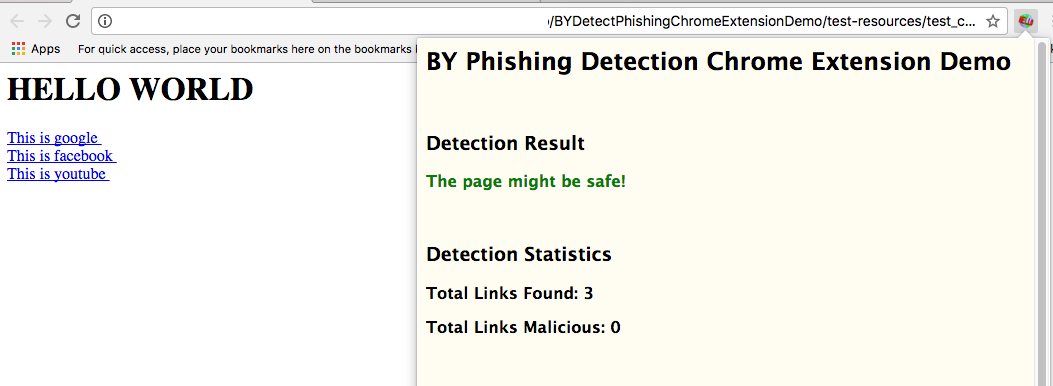 /BYDetectPhishingChromeExtensionDemo/test-resources/test_c...
Apps For quick access, place your bookmarks here on the bookmarks
BY Phishing Detection Chrome Extension Demo
HELLO WORLD
This is google
This is facebook
This is youtube
Detection Result
The page might be safe!
Detection Statistics
Total Links Found: 3
Total Links Malicious: 0